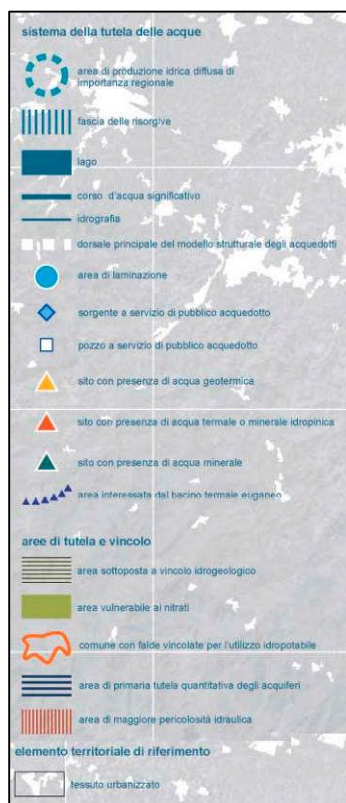 sistema della tutela delle acque
area di produzione idrica diffusa di
importanza regionale
fascia delle risorgive
lago
corso d'acqua significativo
idrografia
dorsale principale del modello strutturale degli acquedotti
area di laminazione
sorgente a servizio di pubblico acquedotto
pozzo a servizio di pubblico acquedotto
sito con presenza di acqua geotermica
sito con presenza di acqua termale o minerale idropinica
sito con presenza di acqua minerale
area interessata dal bacino termale euganeo
aree di tutela e vincolo
area sottoposta a vincolo idrogeologico
area vulnerabile ai nitrati
comune con falde vincolate per l'utilizzo idropotabile
area di primaria tutela quantitativa degli acquiferi
area di maggiore pericolosità idraulica
elemento territoriale di riferimento
tessuto urbanizzato